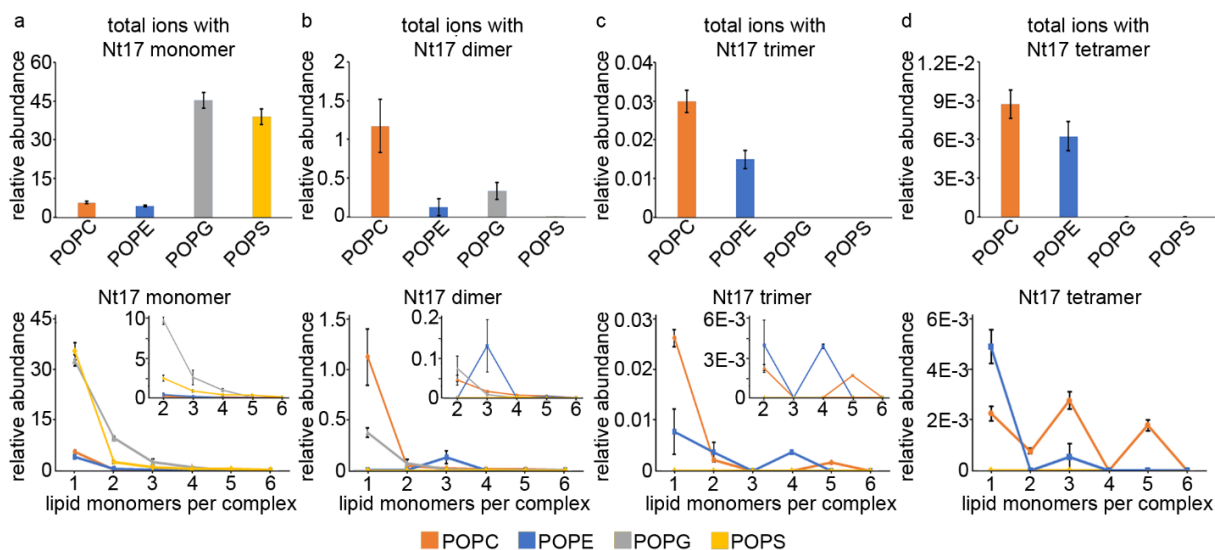 a
total ions with
Nt17 monomer
relative abundance
60
45
30
15
0
POPC
POPE
POPG
POPS
b
total ions with
Nt17 dimer
relative abundance
2
1.5
1
0.5
0
POPC
POPE
POPG
POPS
c
total ions with
Nt17 trimer
relative abundance
0.04
0.03
0.02
0.01
0
POPC
POPE
POPG
POPS
d
total ions with
Nt17 tetramer
relative abundance
1.2E-2
9E-3
6E-3
3E-3
0
POPC
POPE
POPG
POPS
Nt17 monomer
relative abundance
45
30
15
0
1 2 3 4 5 6
10
5
0
2 3 4 5 6
lipid monomers per complex
Nt17 dimer
relative abundance
1.5
1.0
0.5
0
1 2 3 4 5 6
0.2
0.1
0
2 3 4 5 6
lipid monomers per complex
Nt17 trimer
relative abundance
0.03
0.02
0.01
0
1 2 3 4 5 6
6E-3
3E-3
0
2 3 4 5 6
lipid monomers per complex
Nt17 tetramer
relative abundance
6E-3
4E-3
2E-3
0
1 2 3 4 5 6
lipid monomers per complex
POPC POPE POPG POPS